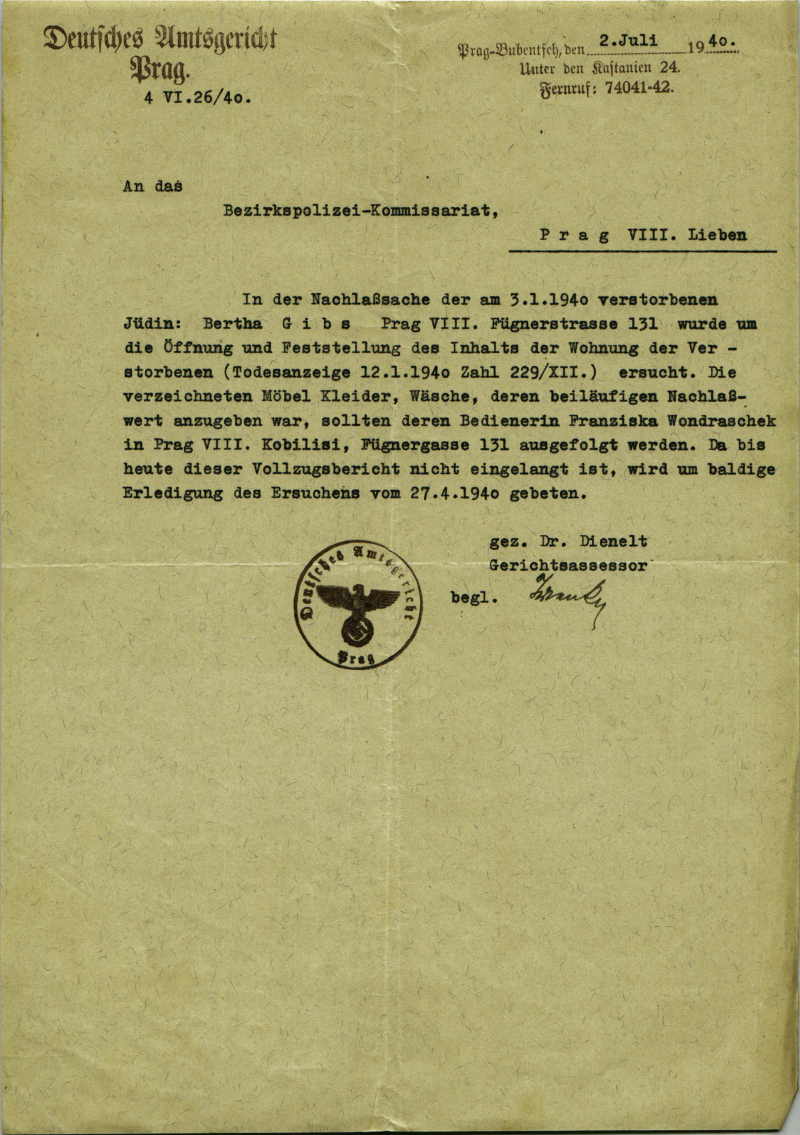 Deutsches Amtsgericht
Prag.
4 VI.26/4o.
Prag-Bubentsch, den 2.Juli 19 4o.
Unter den Kastanien 24.
Fernruf: 74041-42.
An das
Bezirkspolizei-Kommissariat,
P r a g VIII. Lieben
In der Nachlaßsache der am 3.1.194o verstorbenen
Jüdin: Bertha G i b s Prag VIII. Fügnerstrasse 131 wurde um
die Öffnung und Feststellung des Inhalts der Wohnung der Ver -
storbenen (Todesanzeige 12.1.194o Zahl 229/XII.) ersucht. Die
verzeichneten Möbel Kleider, Wäsche, deren beiläufigen Nachlaß-
wert anzugeben war, sollten deren Bedienerin Franziska Wondraschek
in Prag VIII. Kobilisi, Fügnergasse 131 ausgefolgt werden. Da bis
heute dieser Vollzugsbericht nicht eingelangt ist, wird um baldige
Erledigung des Ersuchens vom 27.4.194o gebeten.
gez. Dr. Dienelt
Gerichtsassessor
begl.
Deutsches Amtsgericht
Prag